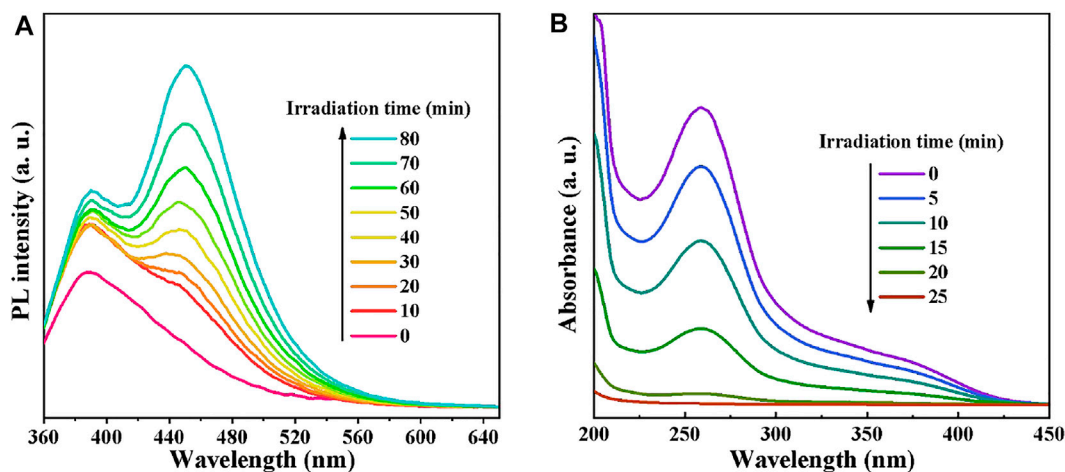 A
PL intensity (a. u.)
Irradiation time (min)
80
70
60
50
40
30
20
10
0
360 400 440 480 520 560 600 640
Wavelength (nm)
B
Absorbance (a. u.)
Irradiation time (min)
0
5
10
15
20
25
200 250 300 350 400 450
Wavelength (nm)